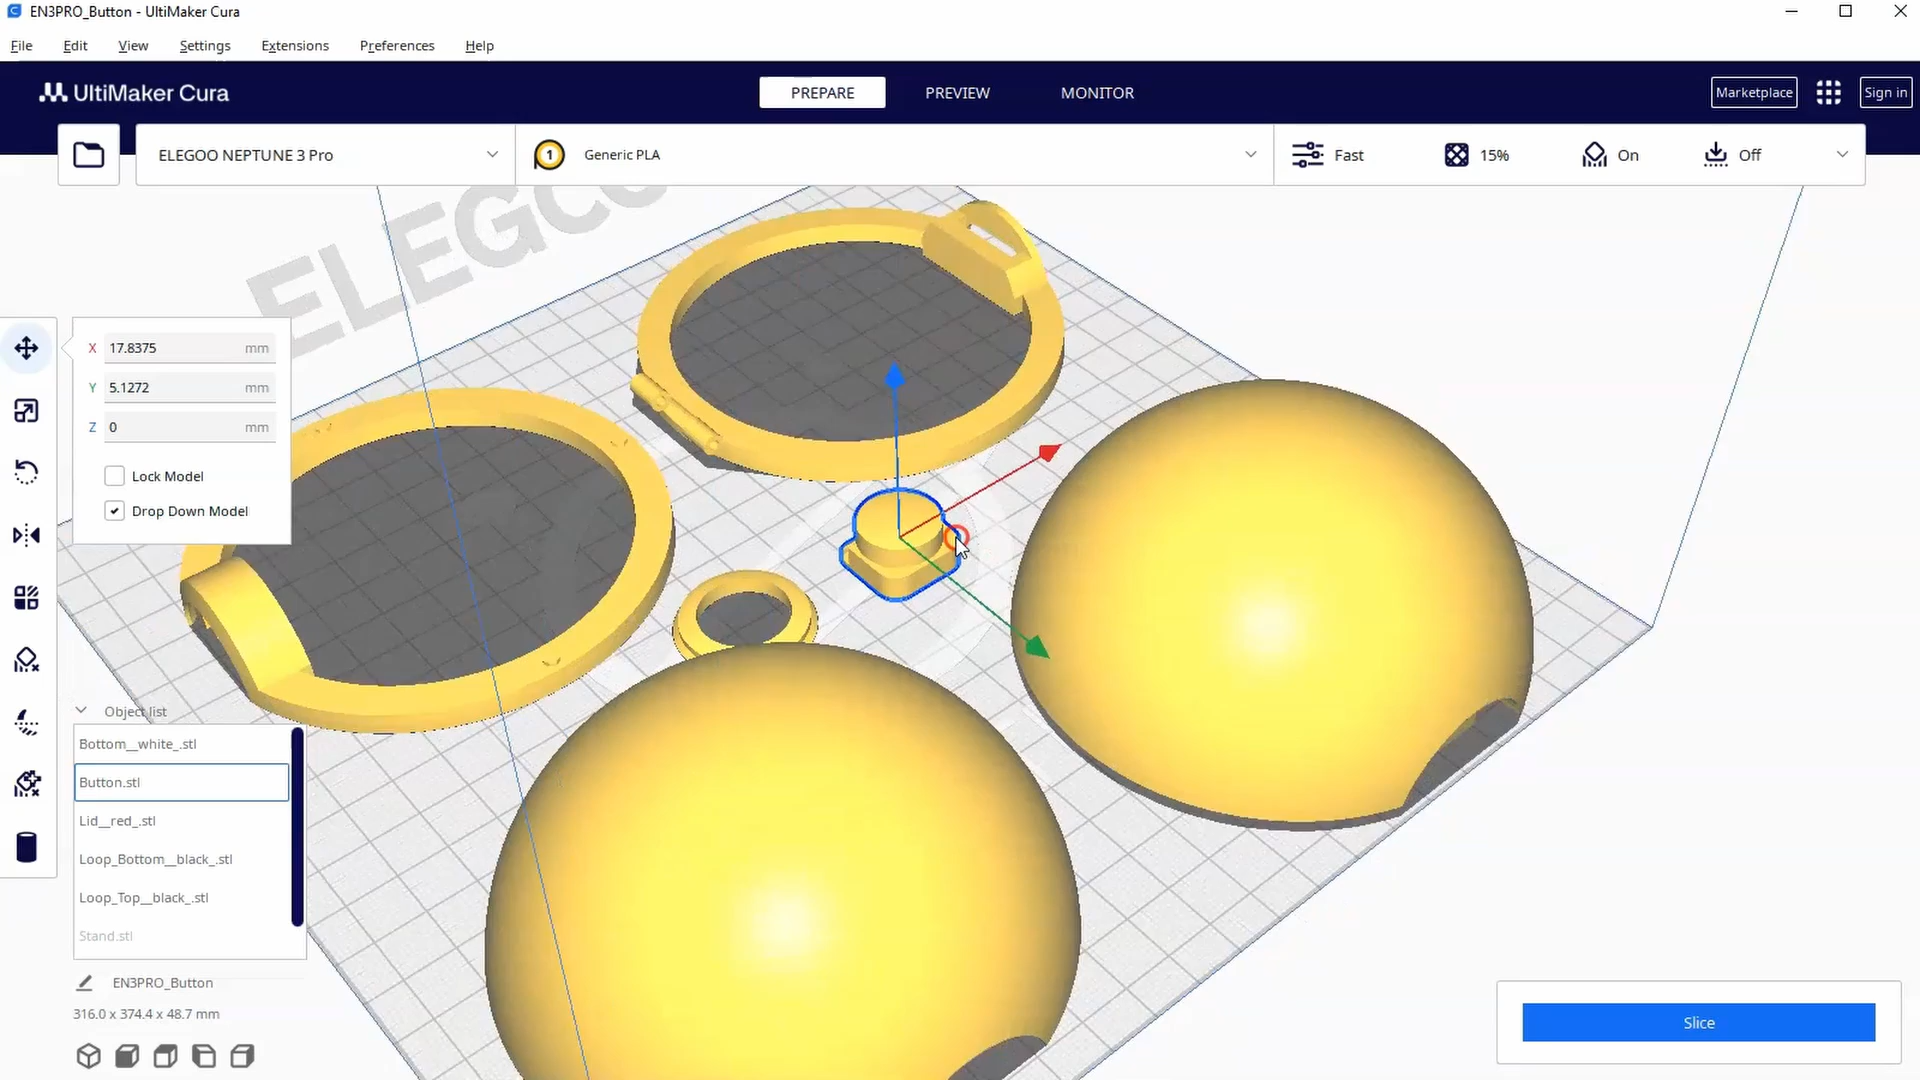 EN3PRO_Button - UltiMaker Cura
File Edit View Settings Extensions Preferences Help
UltiMaker Cura
PREPARE PREVIEW MONITOR
Marketplace
Sign in
ELEGOO NEPTUNE 3 Pro
1 Generic PLA
Fast 15% On Off
ELEGOO
X 17.8375 mm
Y 5.1272 mm
Z 0 mm
Lock Model
Drop Down Model
Object list
Bottom__white_.stl
Button.stl
Lid__red_.stl
Loop_Bottom__black_.stl
Loop_Top__black_.stl
Stand.stl
EN3PRO_Button
316.0 x 374.4 x 48.7 mm
Slice